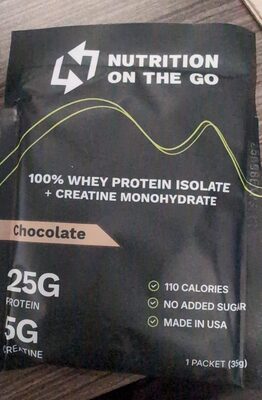 NUTRITION
ON THE GO
100% WHEY PROTEIN ISOLATE
+ CREATINE MONOHYDRATE
Chocolate
25G
PROTEIN
5G
CREATINE
110 CALORIES
NO ADDED SUGAR
MADE IN USA
1 PACKET (35g)